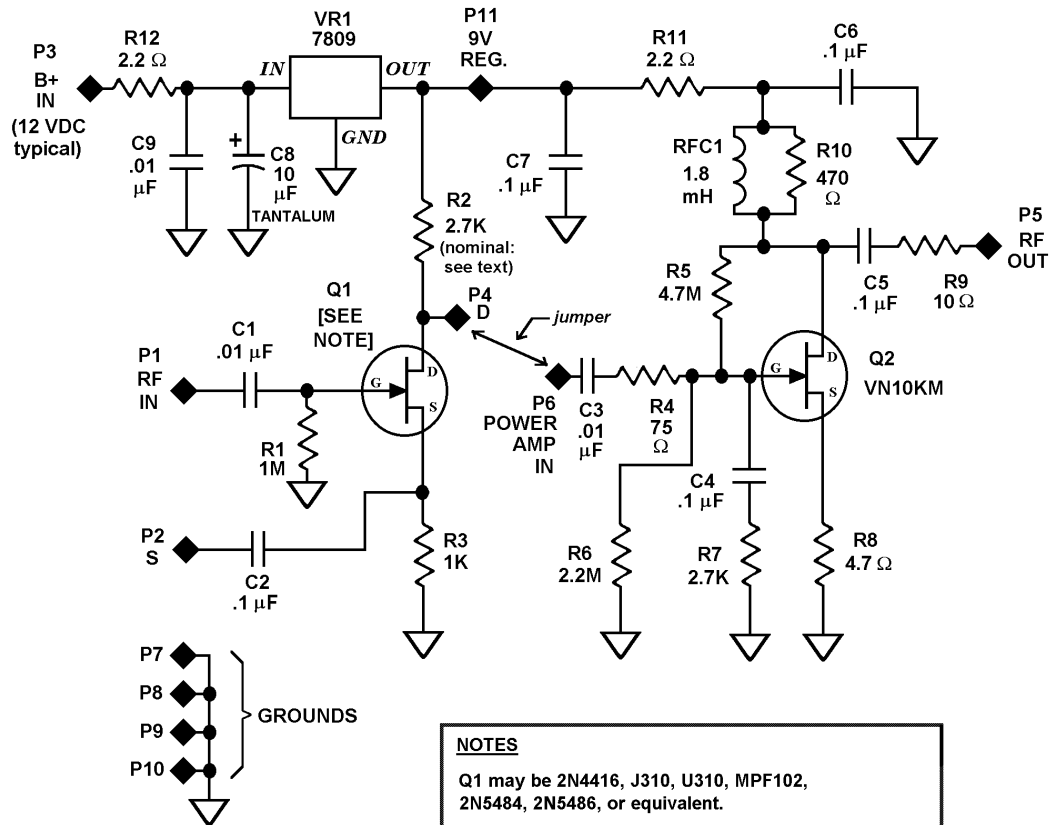 P3
B+
IN
(12 VDC
typical)
R12
2.2 Ω
VR1
7809
IN
OUT
GND
P11
9V
REG.
R11
2.2 Ω
C6
.1 µF
C9
.01
µF
+
C8
10
µF
TANTALUM
C7
.1 µF
RFC1
1.8
mH
R10
470
Ω
R2
2.7K
(nominal:
see text)
P5
RF
OUT
R5
4.7M
C5
.1 µF
R9
10 Ω
Q1
[SEE
NOTE]
P4
D
jumper
C1
.01 µF
P1
RF
IN
G
D
S
R1
1M
P6
POWER
AMP
IN
C3
.01
µF
R4
75
Ω
G
D
S
Q2
VN10KM
C4
.1 µF
P2
S
C2
.1 µF
R3
1K
R6
2.2M
R7
2.7K
R8
4.7 Ω
P7
P8
P9
P10
GROUNDS
NOTES
Q1 may be 2N4416, J310, U310, MPF102,
2N5484, 2N5486, or equivalent.